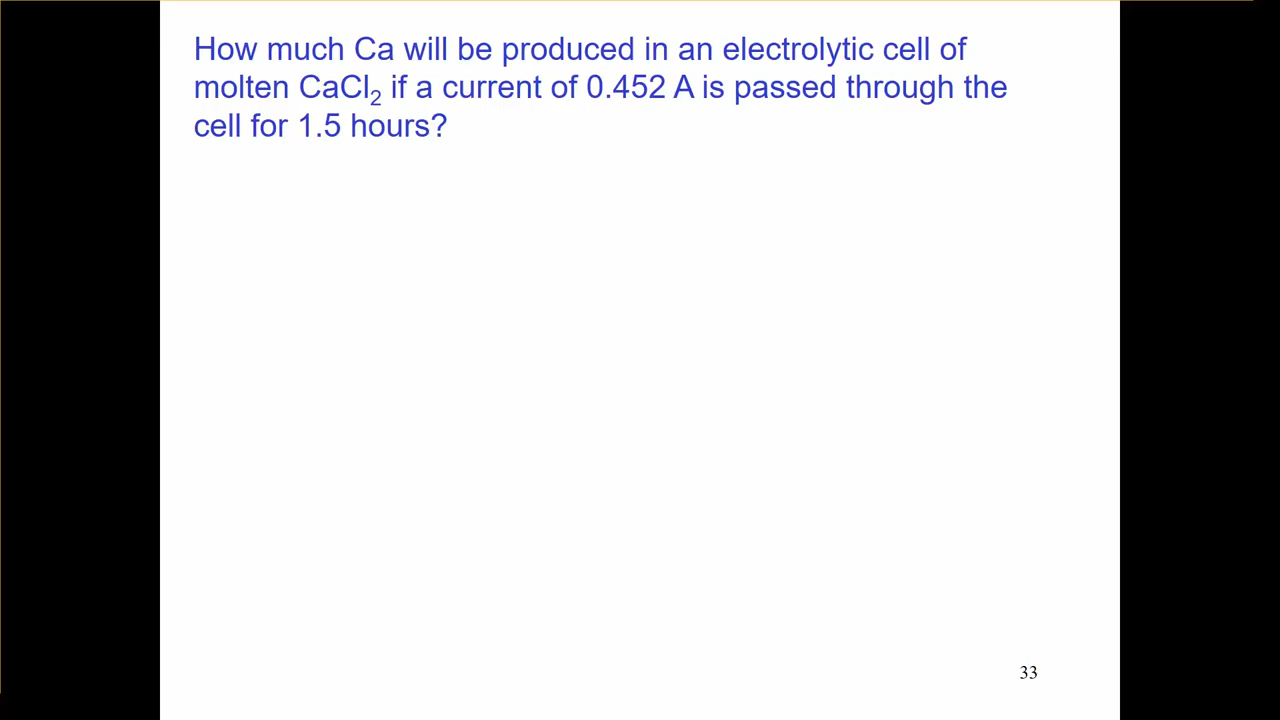 How much Ca will be produced in an electrolytic cell of
molten CaCl₂ if a current of 0.452 A is passed through the
cell for 1.5 hours?
33